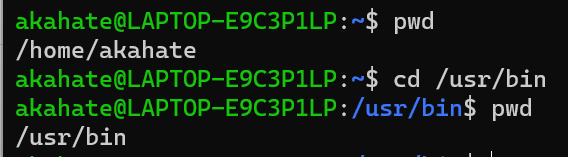 akahate@LAPTOP-E9C3P1LP:~$ pwd
/home/akahate
akahate@LAPTOP-E9C3P1LP:~$ cd /usr/bin
akahate@LAPTOP-E9C3P1LP:/usr/bin$ pwd
/usr/bin